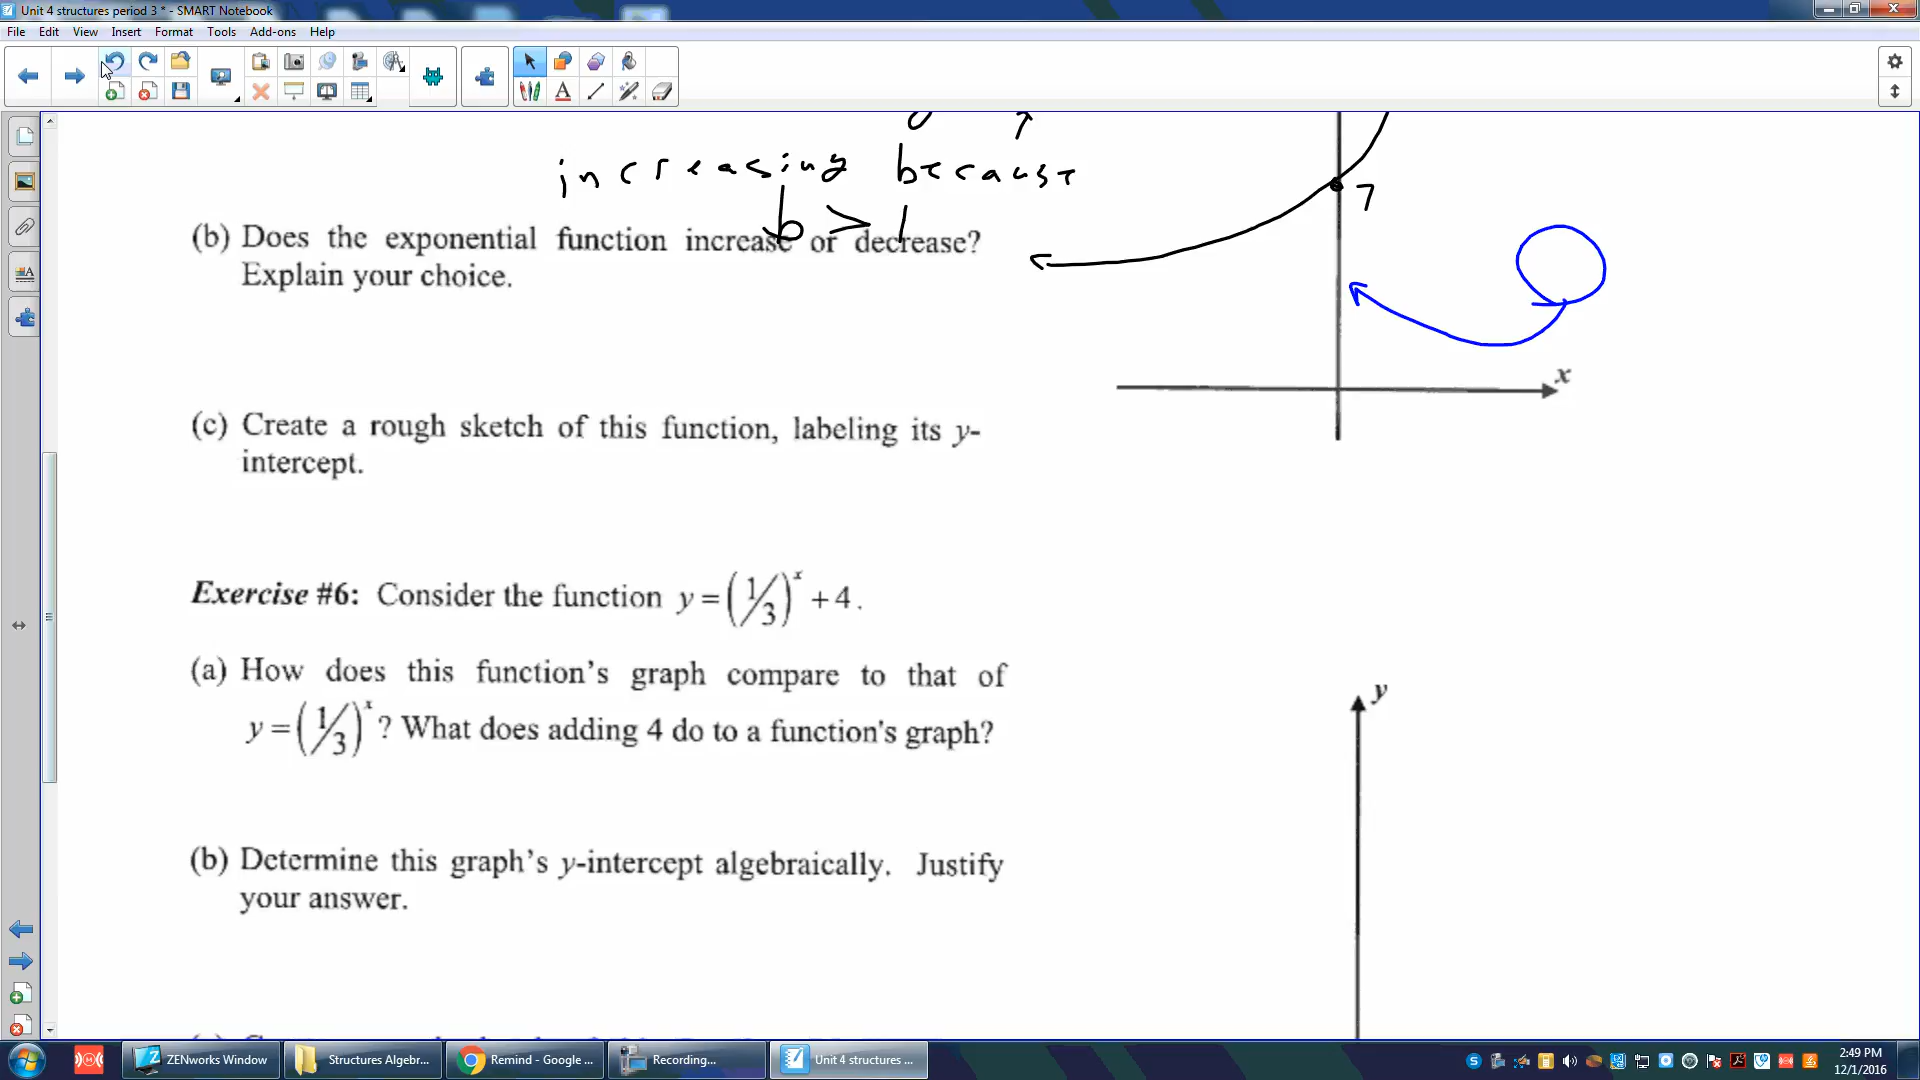 Unit 4 structures period 3 * - SMART Notebook
File Edit View Insert Format Tools Add-ons Help
increasing because
b > 1
7
(b) Does the exponential function increase or decrease?
Explain your choice.
x
(c) Create a rough sketch of this function, labeling its y-
intercept.
Exercise #6: Consider the function y = (1/3)^x + 4.
(a) How does this function's graph compare to that of
y = (1/3)^x ? What does adding 4 do to a function's graph?
y
(b) Determine this graph's y-intercept algebraically. Justify
your answer.
ZENworks Window
Structures Algebr...
Remind - Google ...
Recording...
Unit 4 structures ...
2:49 PM
12/1/2016